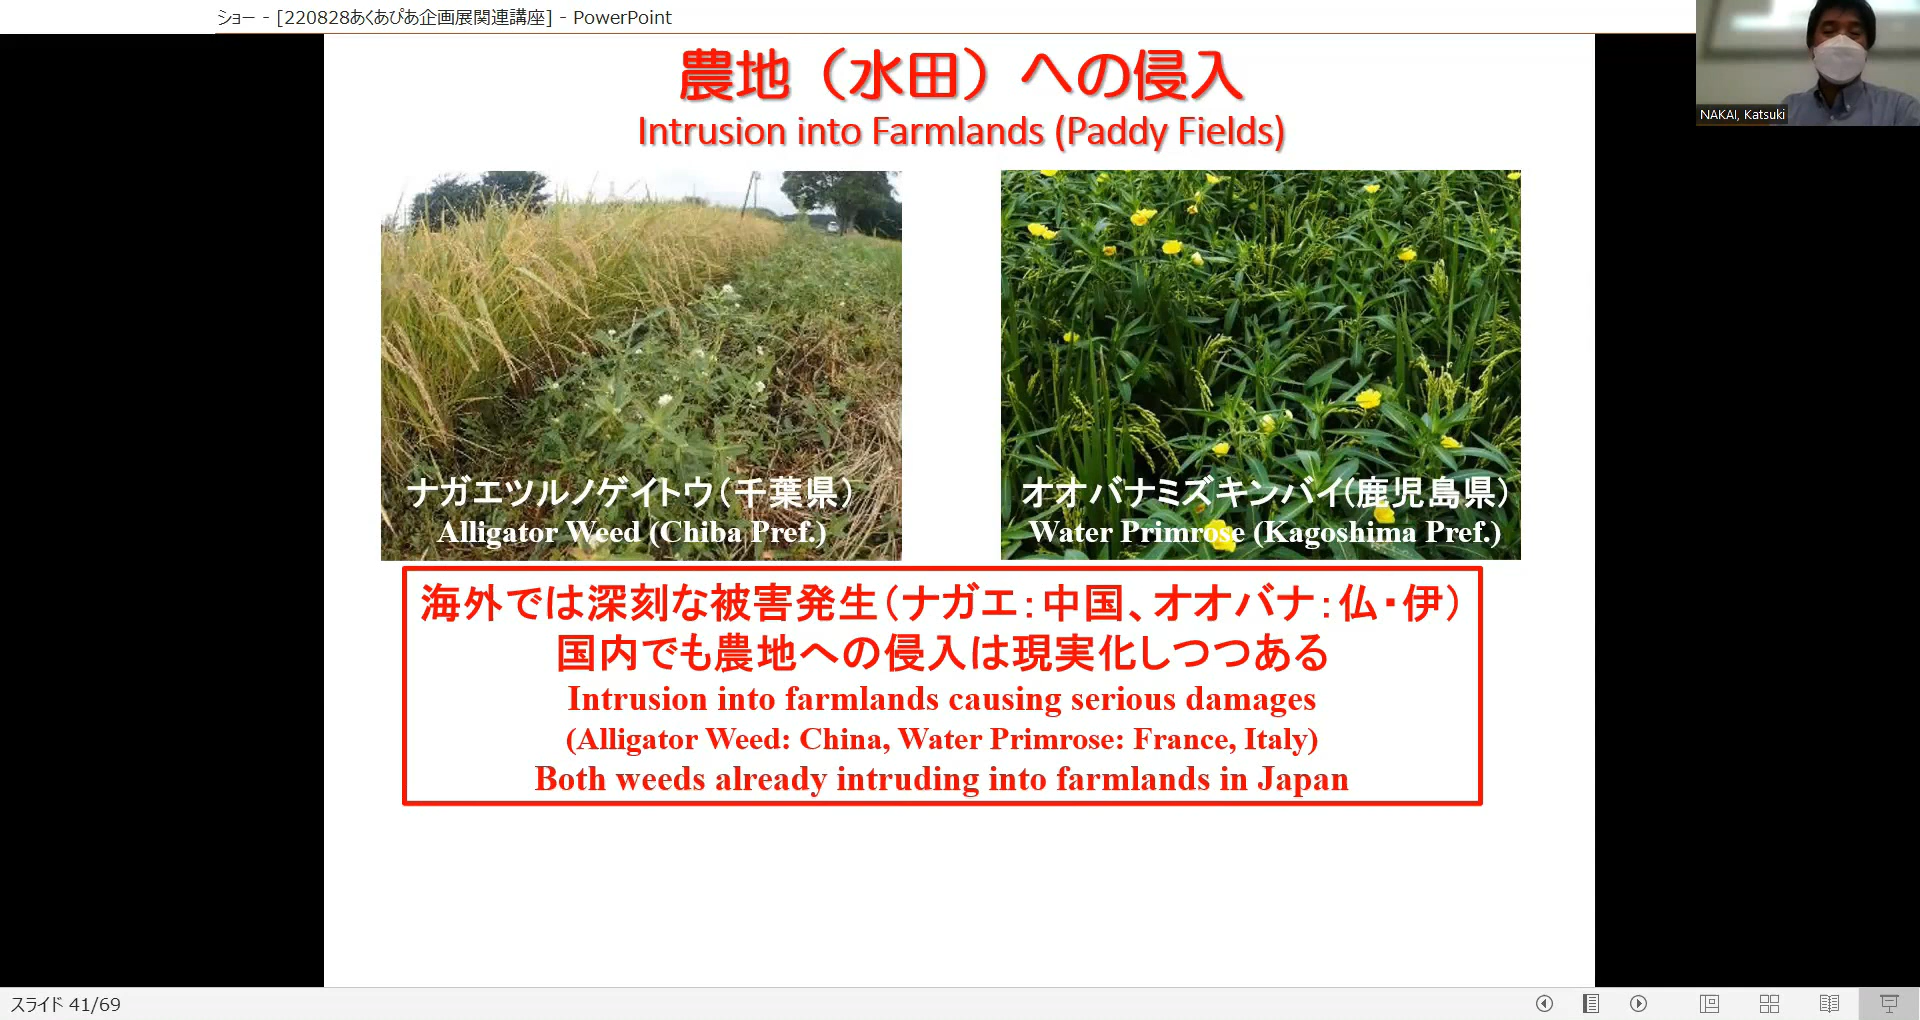 ショー - [220828あくあぴあ企画展関連講座] - PowerPoint
NAKAI, Katsuki
農地（水田）への侵入
Intrusion into Farmlands (Paddy Fields)
ナガエツルノゲイトウ（千葉県）
Alligator Weed (Chiba Pref.)
オオバナミズキンバイ(鹿児島県）
Water Primrose (Kagoshima Pref.)
海外では深刻な被害発生（ナガエ：中国、オオバナ：仏・伊）
国内でも農地への侵入は現実化しつつある
Intrusion into farmlands causing serious damages
(Alligator Weed: China, Water Primrose: France, Italy)
Both weeds already intruding into farmlands in Japan
スライド 41/69